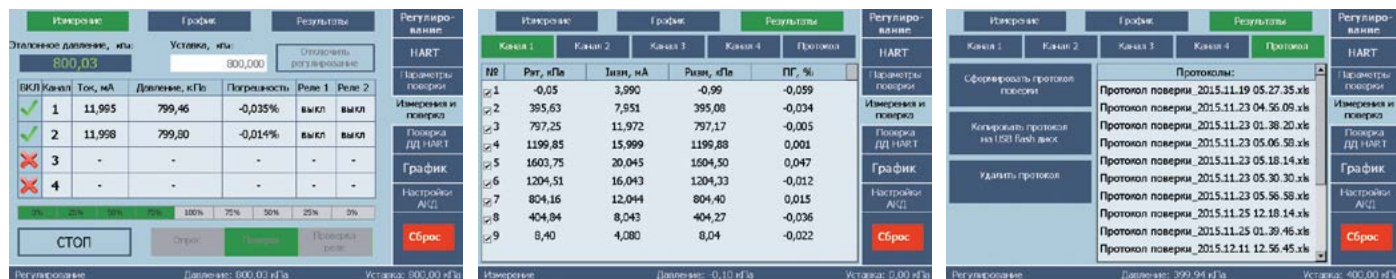 Измерение График Результаты Регулиро-
вание
Эталонное давление, кПа: Уставка, кПа:
800,03 800,000 Отключить
регулирование
HART
Параметры
поверки
ВКЛ Канал Ток, мА Давление, кПа Погрешность Реле 1 Реле 2
1 11,995 799,46 -0,035% выкл выкл
Измерения и
поверка
2 11,998 799,80 -0,014% выкл выкл
Поверка
ДД HART
3 - - - - -
График
4 - - - - -
Настройки
АКД
0% 25% 50% 75% 100% 75% 50% 25% 0%
СТОП Опрос Поверка Проверка
реле
Сброс
Регулирование Давление: 800,03 кПа Уставка: 800,00 кПа
Измерение График Результаты Регулиро-
вание
Канал 1 Канал 2 Канал 3 Канал 4 Протокол
HART
№ Рэт, кПа Iизм, мА Ризм, кПа ПГ, %
Параметры
поверки
1 -0,05 3,990 -0,99 -0,059
2 395,63 7,951 395,08 -0,034
Измерения и
поверка
3 797,25 11,972 797,17 -0,005
4 1199,85 15,999 1199,88 0,001
Поверка
ДД HART
5 1603,75 20,045 1604,50 0,047
График
6 1204,51 16,043 1204,33 -0,012
Настройки
АКД
7 804,16 12,044 804,40 0,015
8 404,84 8,043 404,27 -0,036
Сброс
9 8,40 4,080 8,04 -0,022
Измерение Давление: -0,10 кПа Уставка: 0,00 кПа
Измерение График Результаты Регулиро-
вание
Канал 1 Канал 2 Канал 3 Канал 4 Протокол
HART
Сформировать протокол
поверки
Копировать протокол
на USB flash диск
Удалить протокол
Протоколы:
Протокол поверки_2015.11.19 05.27.35.xls
Протокол поверки_2015.11.23 04.56.09.xls
Протокол поверки_2015.11.23 01.38.20.xls
Протокол поверки_2015.11.23 05.06.58.xls
Протокол поверки_2015.11.23 05.18.14.xls
Протокол поверки_2015.11.23 05.30.30.xls
Протокол поверки_2015.11.23 05.56.58.xls
Протокол поверки_2015.11.25 12.18.14.xls
Протокол поверки_2015.11.25 01.39.46.xls
Протокол поверки_2015.12.11 12.56.45.xls
Параметры
поверки
Измерения и
поверка
Поверка
ДД HART
График
Настройки
АКД
Сброс
Регулирование Давление: 399,94 кПа Уставка: 400,00 кПа